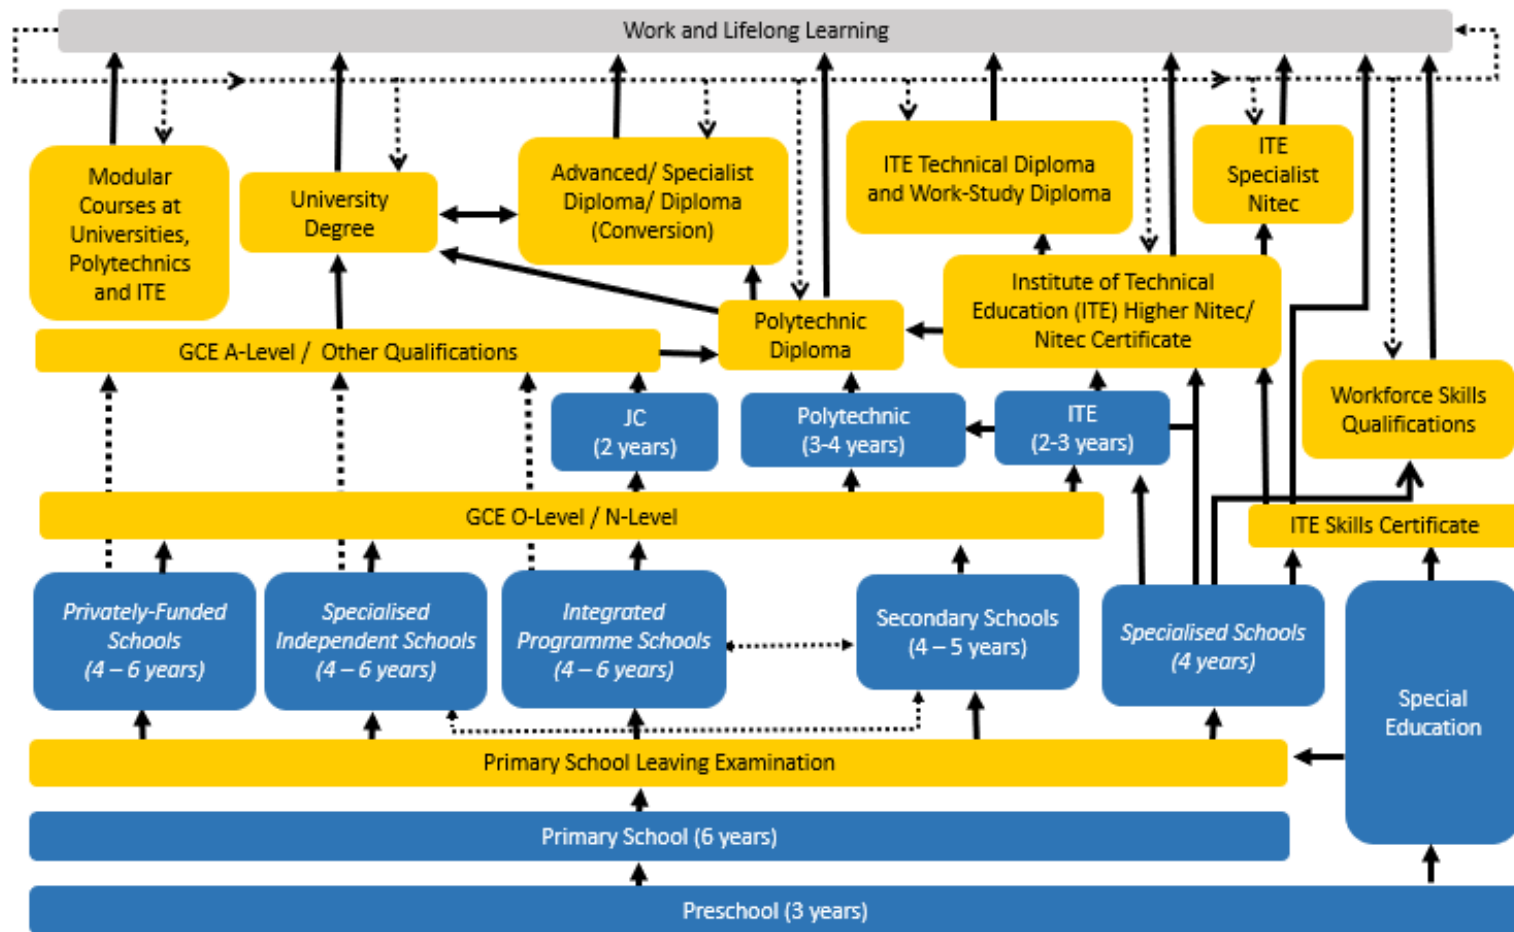 Work and Lifelong Learning
Modular
Courses at
Universities,
Polytechnics
and ITE
University
Degree
Advanced/ Specialist
Diploma/ Diploma
(Conversion)
ITE Technical Diploma
and Work-Study Diploma
ITE
Specialist
Nitec
Institute of Technical
Education (ITE) Higher Nitec/
Nitec Certificate
Polytechnic
Diploma
GCE A-Level / Other Qualifications
Workforce Skills
Qualifications
JC
(2 years)
Polytechnic
(3-4 years)
ITE
(2-3 years)
GCE O-Level / N-Level
ITE Skills Certificate
Privately-Funded
Schools
(4 – 6 years)
Specialised
Independent Schools
(4 – 6 years)
Integrated
Programme Schools
(4 – 6 years)
Secondary Schools
(4 – 5 years)
Specialised Schools
(4 years)
Special
Education
Primary School Leaving Examination
Primary School (6 years)
Preschool (3 years)